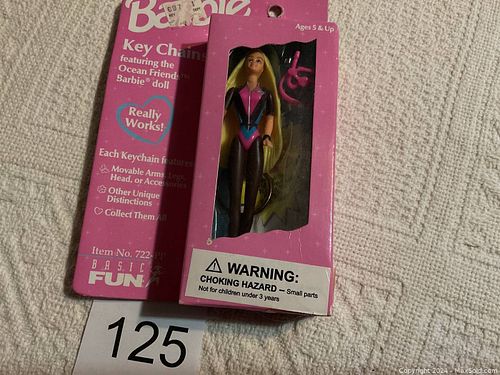 Barbie
Key Chain
featuring the
Ocean Friends™
Barbie® doll
Really
Works!
Each Keychain features
Movable Arms, Legs,
Head, or Accessories
Other Unique
Distinctions
Collect Them All
Item No. 722
BASIC
FUN
Ages 5 & Up
WARNING:
CHOKING HAZARD — Small parts
Not for children under 3 years
125
Copyright 2024 - MaxSold.com